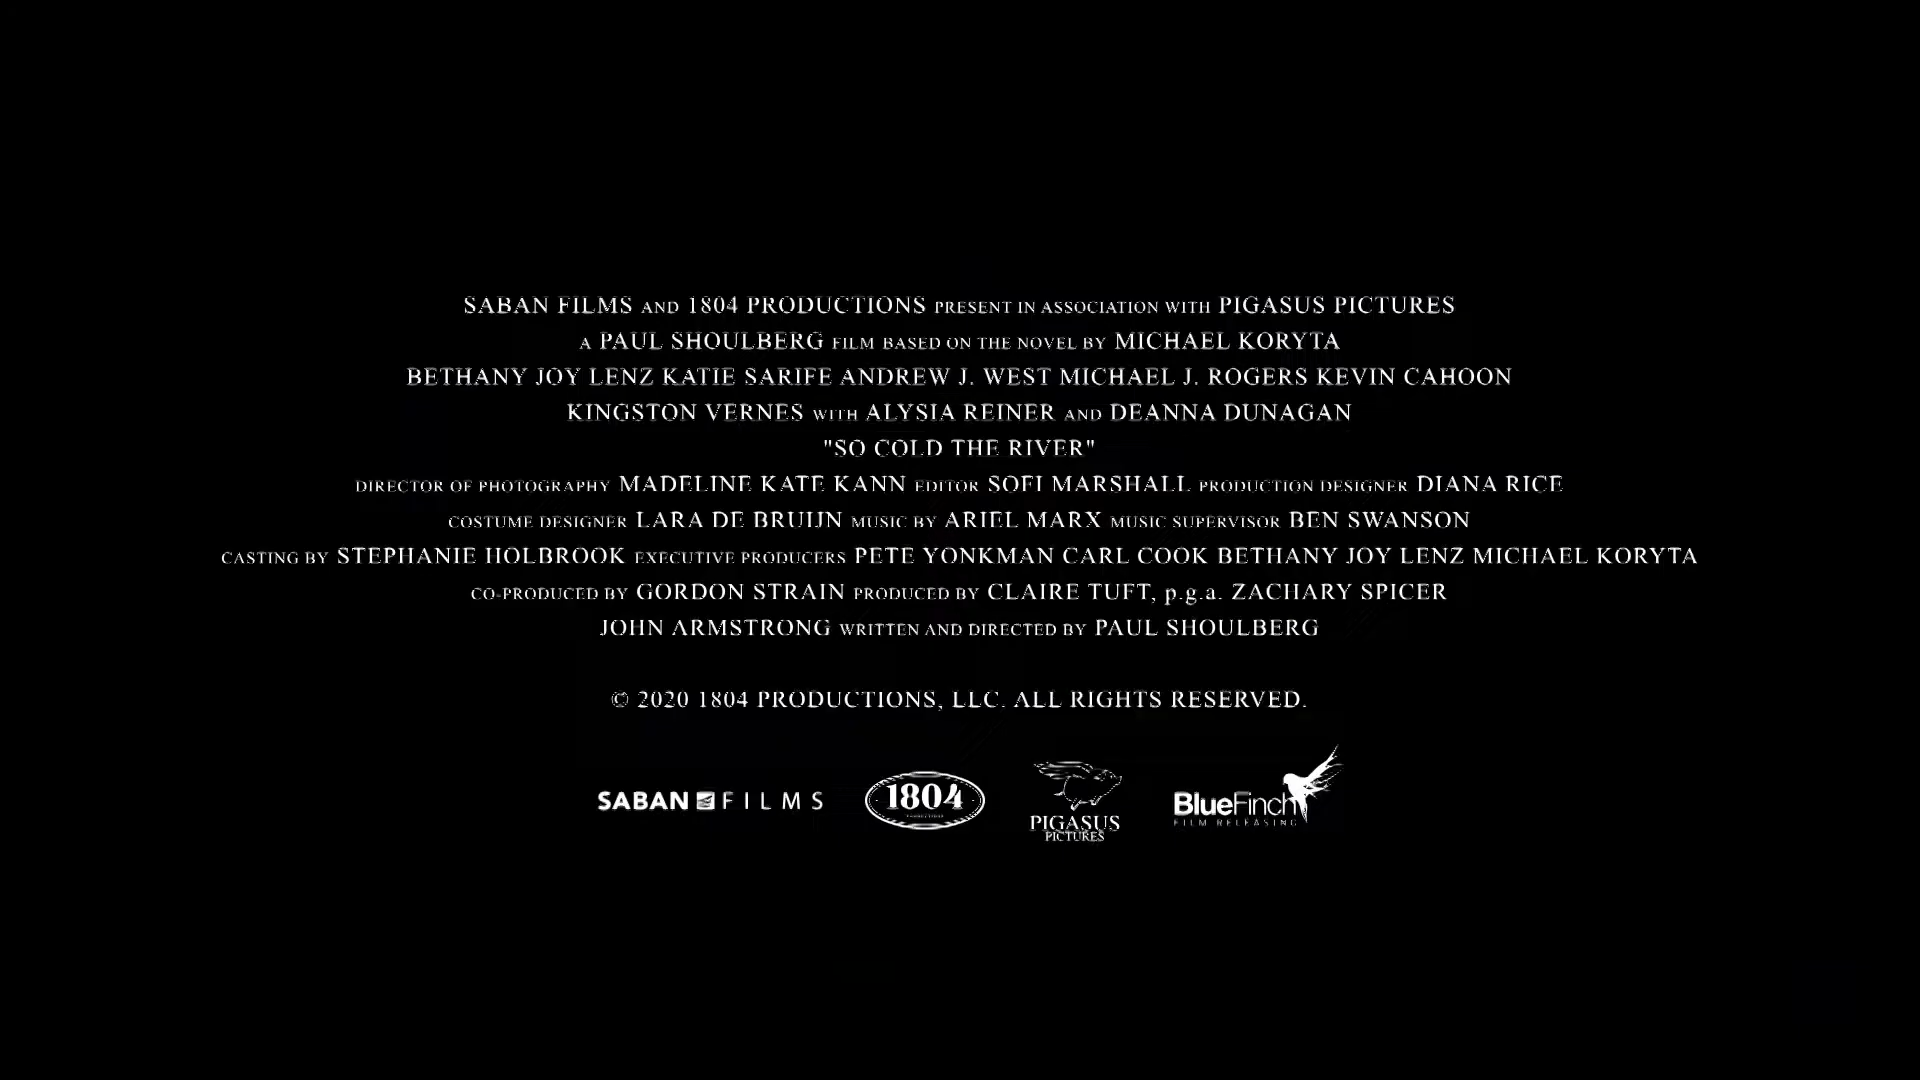 SABAN FILMS AND 1804 PRODUCTIONS PRESENT IN ASSOCIATION WITH PIGASUS PICTURES
A PAUL SHOULBERG FILM BASED ON THE NOVEL BY MICHAEL KORYTA
BETHANY JOY LENZ KATIE SARIFE ANDREW J. WEST MICHAEL J. ROGERS KEVIN CAHOON
KINGSTON VERNES WITH ALYSIA REINER AND DEANNA DUNAGAN
"SO COLD THE RIVER"
DIRECTOR OF PHOTOGRAPHY MADELINE KATE KANN EDITOR SOFI MARSHALL PRODUCTION DESIGNER DIANA RICE
COSTUME DESIGNER LARA DE BRUIJN MUSIC BY ARIEL MARX MUSIC SUPERVISOR BEN SWANSON
CASTING BY STEPHANIE HOLBROOK EXECUTIVE PRODUCERS PETE YONKMAN CARL COOK BETHANY JOY LENZ MICHAEL KORYTA
CO-PRODUCED BY GORDON STRAIN PRODUCED BY CLAIRE TUFT, p.g.a. ZACHARY SPICER
JOHN ARMSTRONG WRITTEN AND DIRECTED BY PAUL SHOULBERG
© 2020 1804 PRODUCTIONS, LLC. ALL RIGHTS RESERVED.
SABAN FILMS
1804
PIGASUS
PICTURES
BlueFinch
FILM RELEASING